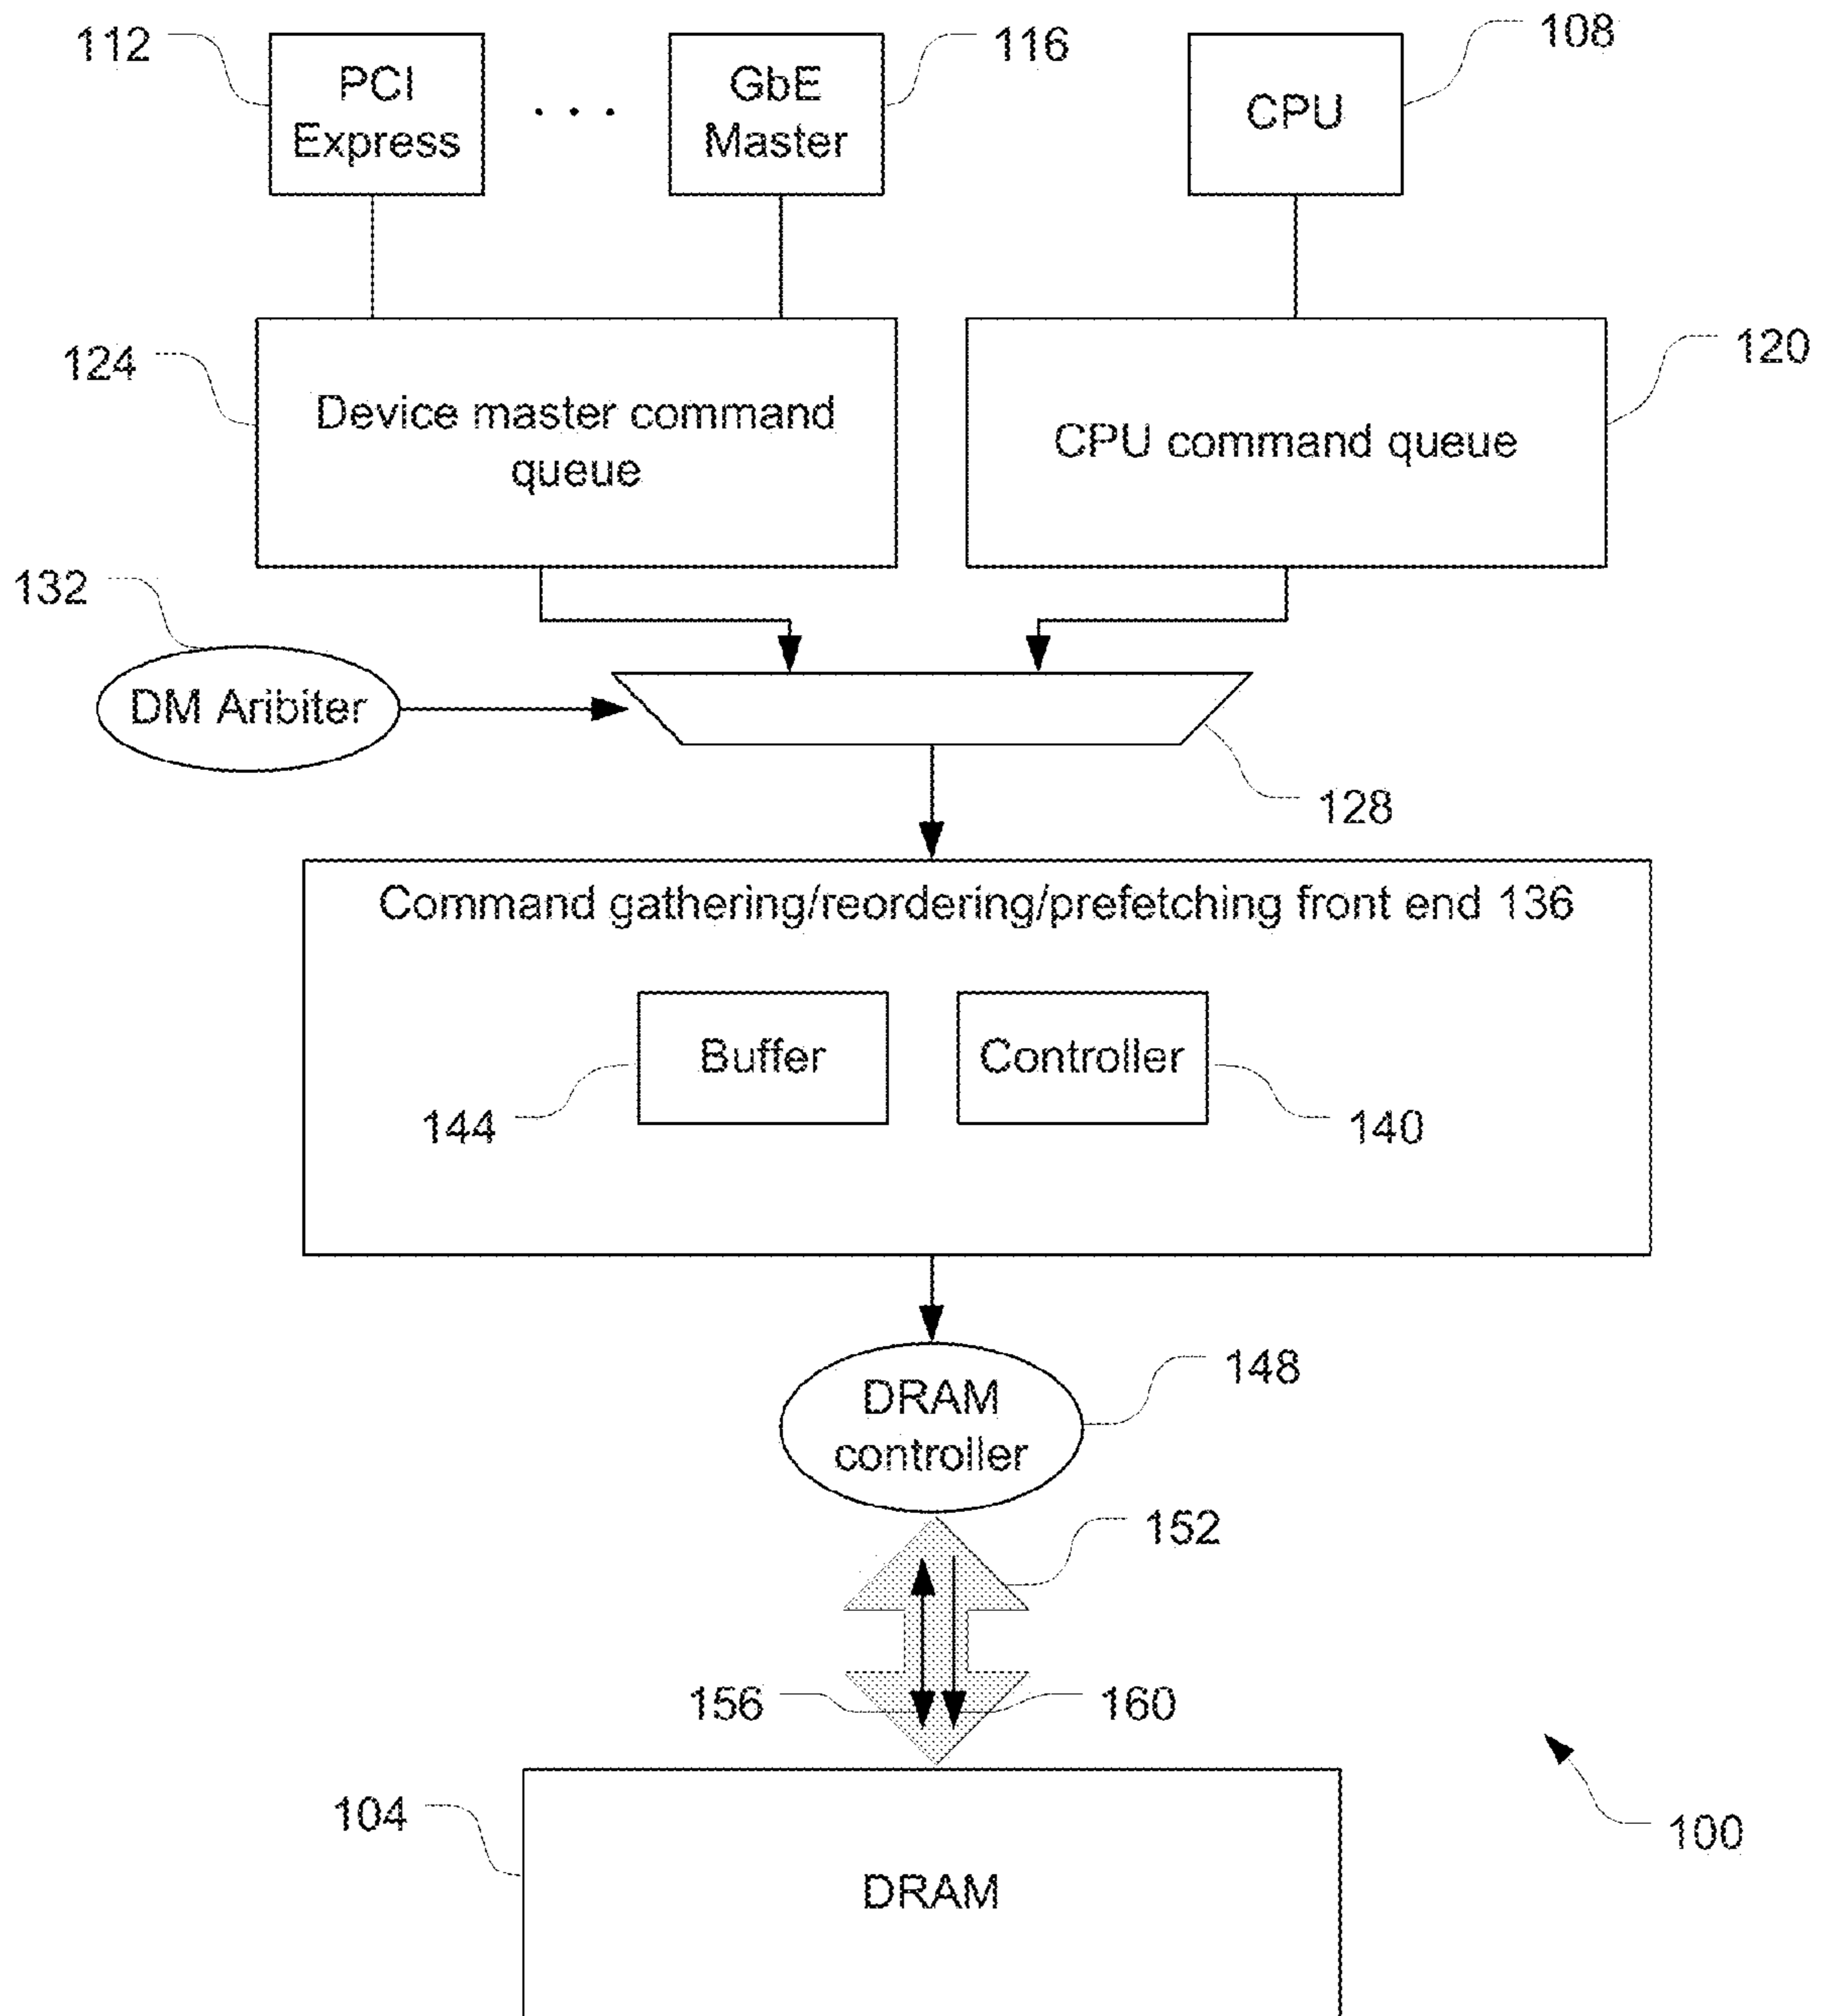 112
PCI
Express
. . .
GbE
Master
116
CPU
108
124
Device master command
queue
CPU command queue
120
132
DM Aribiter
128
Command gathering/reordering/prefetching front end 136
Buffer
Controller
144
140
DRAM
controller
148
152
156
160
104
DRAM
100